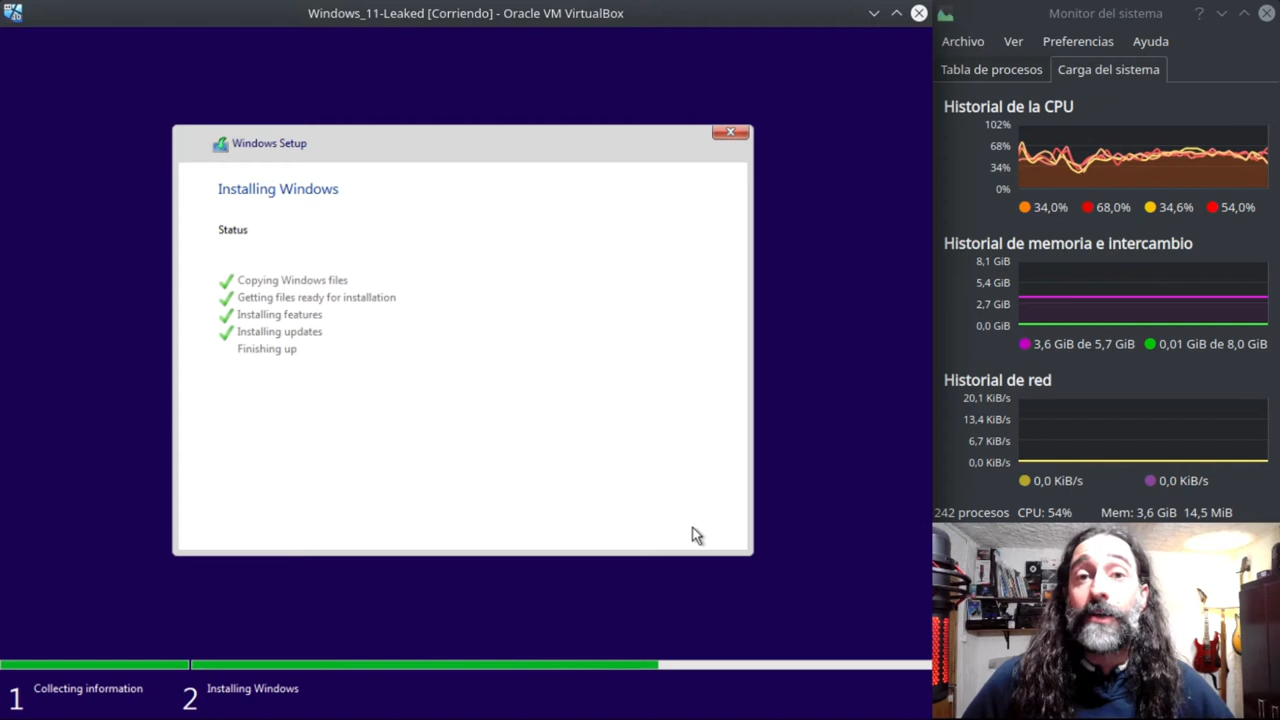 Windows_11-Leaked [Corriendo] - Oracle VM VirtualBox
Windows Setup
Installing Windows
Status
Copying Windows files
Getting files ready for installation
Installing features
Installing updates
Finishing up
1 Collecting information
2 Installing Windows
Monitor del sistema
Archivo Ver Preferencias Ayuda
Tabla de procesos Carga del sistema
Historial de la CPU
102%
68%
34%
0%
34,0% 68,0% 34,6% 54,0%
Historial de memoria e intercambio
8,1 GiB
5,4 GiB
2,7 GiB
0,0 GiB
3,6 GiB de 5,7 GiB 0,01 GiB de 8,0 GiB
Historial de red
20,1 KiB/s
13,4 KiB/s
6,7 KiB/s
0,0 KiB/s
0,0 KiB/s 0,0 KiB/s
242 procesos CPU: 54% Mem: 3,6 GiB 14,5 MiB